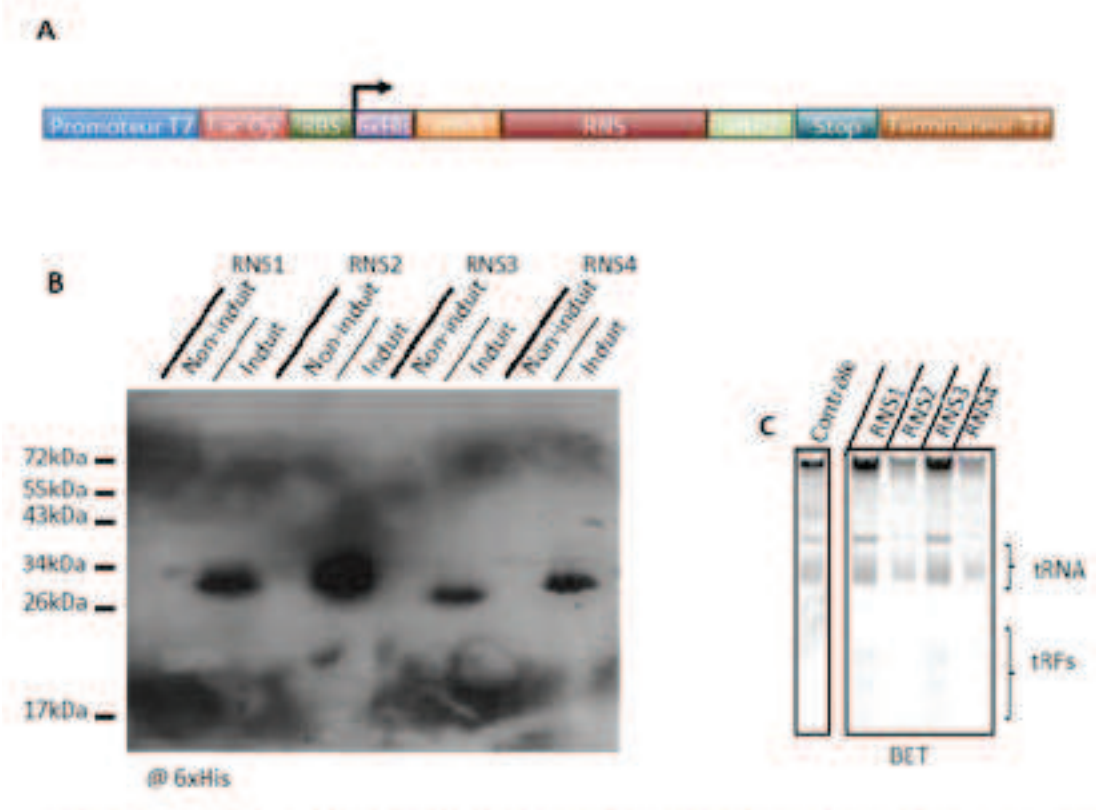 A
Promoteur T7 Lac Op RBS 6xHis RNS Stop Terminateur T7
B
RNS1 RNS2 RNS3 RNS4
Non-induit Induit Non-induit Induit Non-induit Induit Non-induit Induit
72kDa
55kDa
43kDa
34kDa
26kDa
17kDa
@ 6xHis
C
Contrôle RNS1 RNS2 RNS3 RNS4
tRNA
tRFs
BET